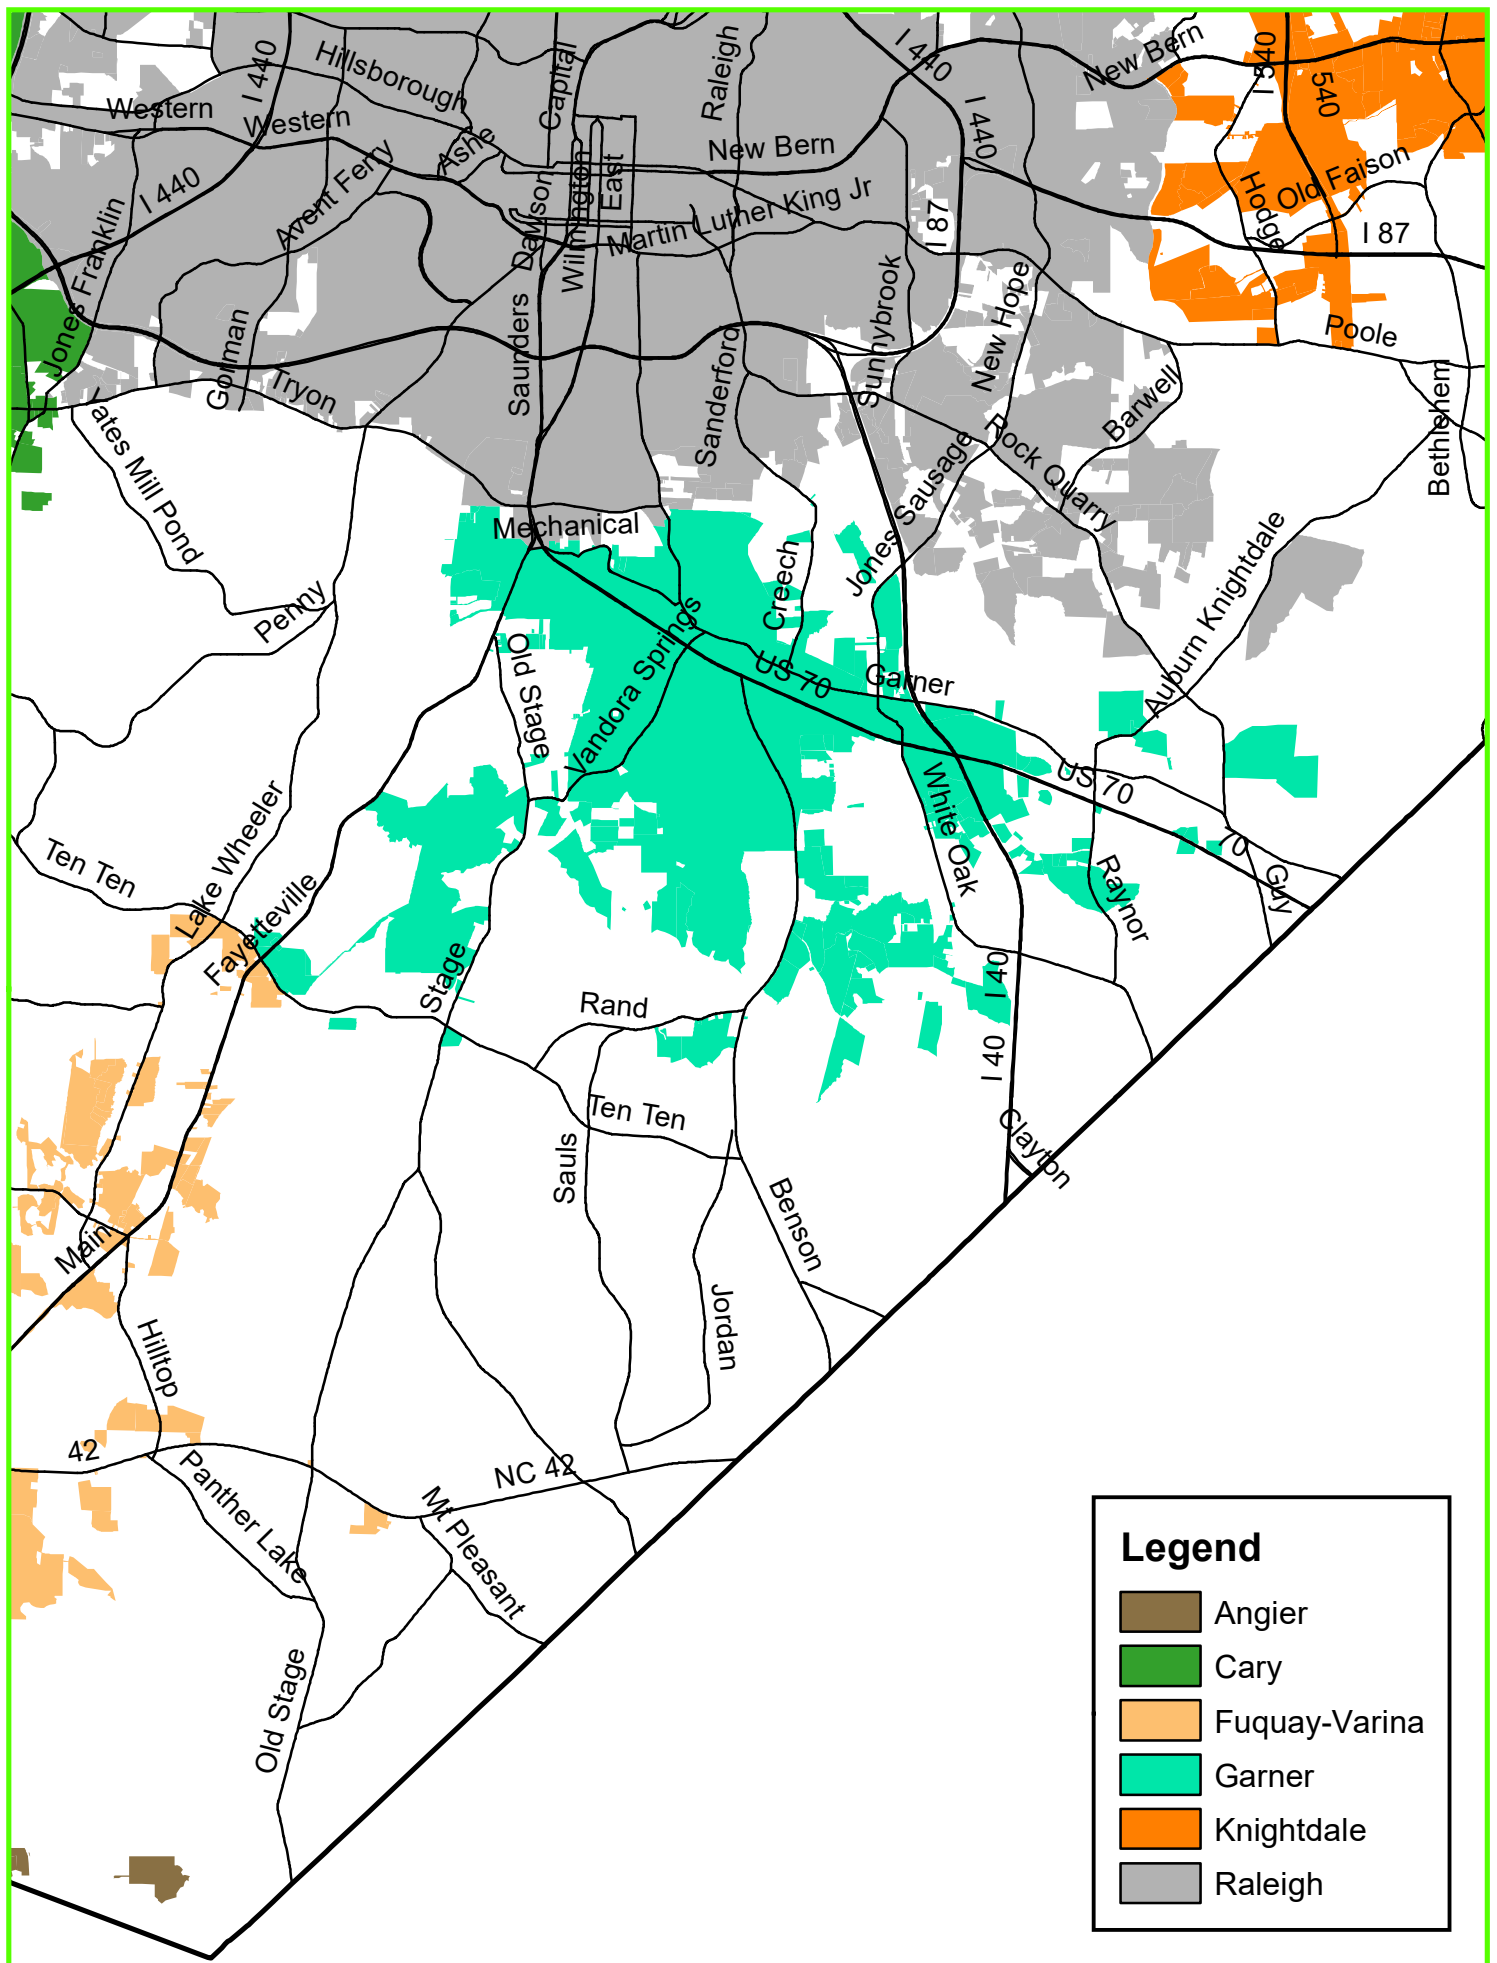 I 440
Hillsborough
Capital
Raleigh
I 440
New Bern
I 540
540
Western
Western
Ashe
New Bern
I 440
Avent Ferry
I 440
Wilmington
East
Dawson
Martin Luther King Jr
Old Faison
Hodge
I 87
I 87
Jones Franklin
Gorman
Tryon
Saunders
Sanderford
Sunnybrook
New Hope
Poole
Barwell
Bethlehem
Lates Mill Pond
Rock Quarry
Jones Sausage
Mechanical
Creech
Auburn Knightdale
Penny
Old Stage
Vandora Springs
US 70
Garner
US 70
White Oak
70
Guy
Raynor
Ten Ten
Lake Wheeler
Fayetteville
Stage
Rand
I 40
I 40
Ten Ten
Sauls
Clayton
Benson
Main
Jordan
Hilltop
42
NC 42
Panther Lake
Mt Pleasant
Old Stage
Legend
Angier
Cary
Fuquay-Varina
Garner
Knightdale
Raleigh